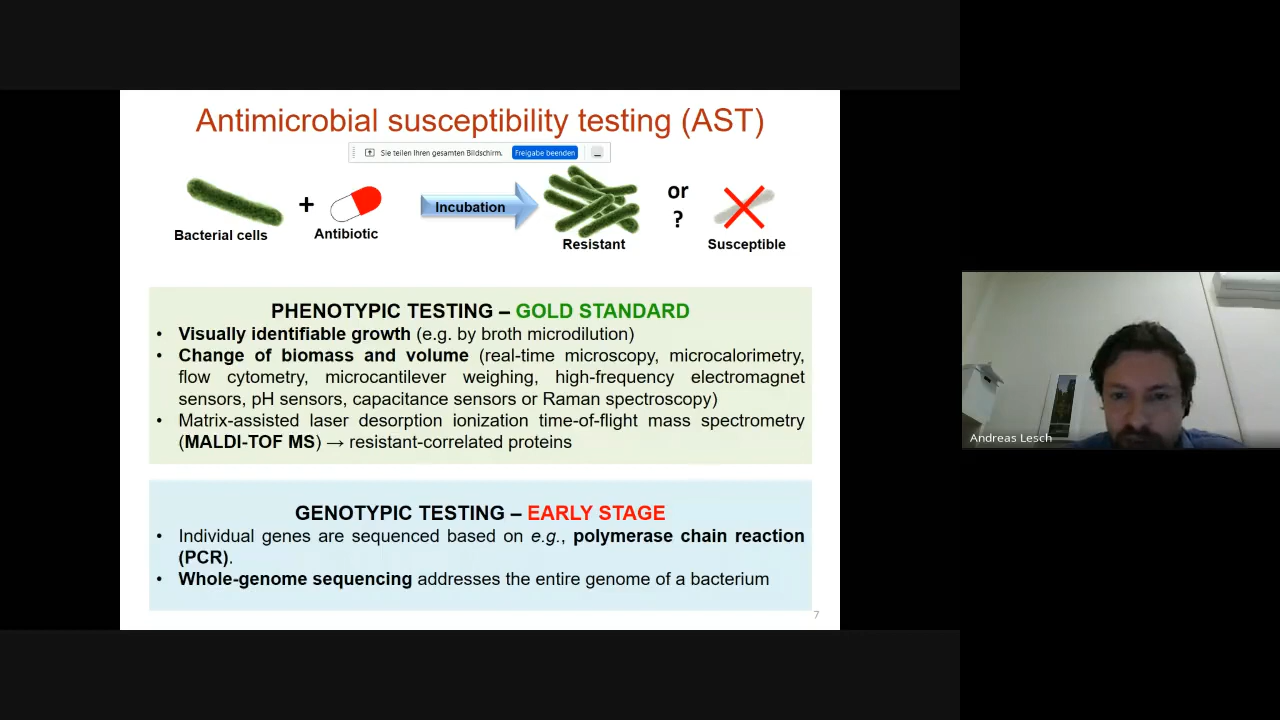 Antimicrobial susceptibility testing (AST)
Sie teilen Ihren gesamten Bildschirm. Freigabe beenden
Bacterial cells
+
Antibiotic
Incubation
Resistant
or
?
Susceptible
PHENOTYPIC TESTING – GOLD STANDARD
• Visually identifiable growth (e.g. by broth microdilution)
• Change of biomass and volume (real-time microscopy, microcalorimetry,
flow cytometry, microcantilever weighing, high-frequency electromagnet
sensors, pH sensors, capacitance sensors or Raman spectroscopy)
• Matrix-assisted laser desorption ionization time-of-flight mass spectrometry
(MALDI-TOF MS) → resistant-correlated proteins
GENOTYPIC TESTING – EARLY STAGE
• Individual genes are sequenced based on e.g., polymerase chain reaction
(PCR).
• Whole-genome sequencing addresses the entire genome of a bacterium
7
Andreas Lesch